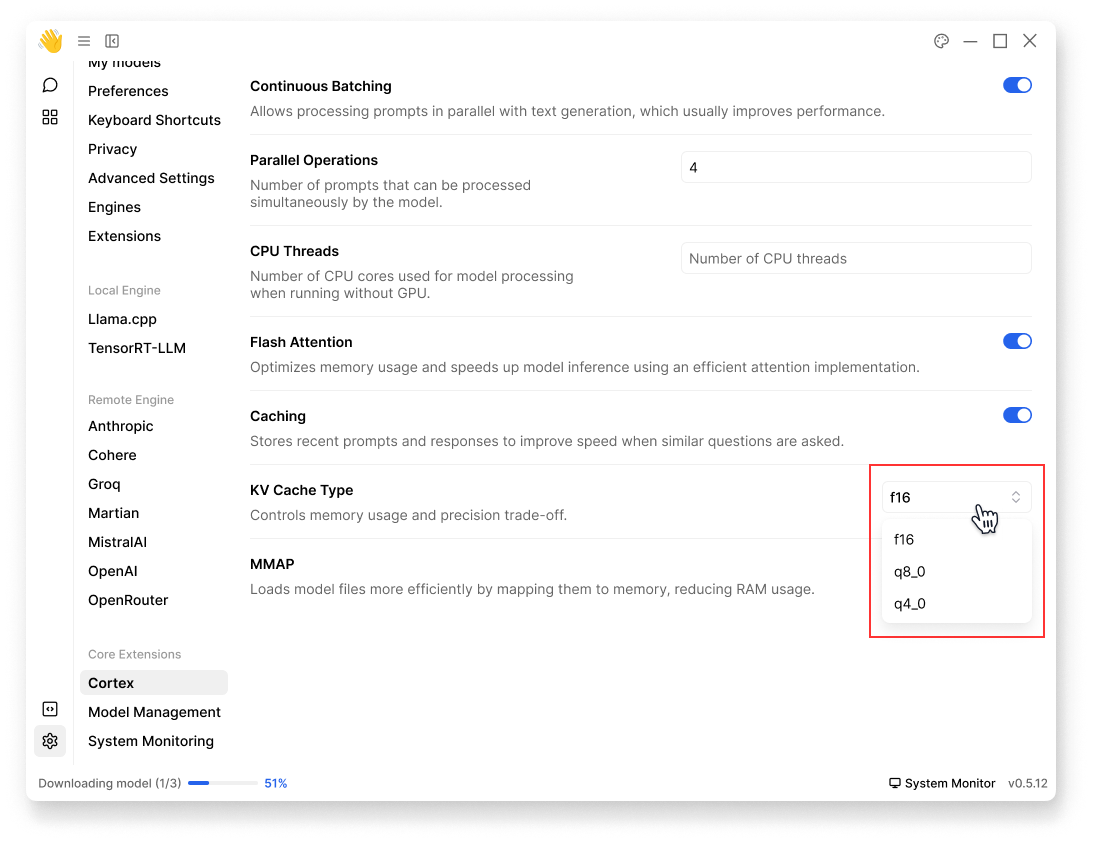 My models
Preferences
Keyboard Shortcuts
Privacy
Advanced Settings
Engines
Extensions
Local Engine
Llama.cpp
TensorRT-LLM
Remote Engine
Anthropic
Cohere
Groq
Martian
MistralAI
OpenAI
OpenRouter
Core Extensions
Cortex
Model Management
System Monitoring
Continuous Batching
Allows processing prompts in parallel with text generation, which usually improves performance.
Parallel Operations
Number of prompts that can be processed
simultaneously by the model.
4
CPU Threads
Number of CPU cores used for model processing
when running without GPU.
Number of CPU threads
Flash Attention
Optimizes memory usage and speeds up model inference using an efficient attention implementation.
Caching
Stores recent prompts and responses to improve speed when similar questions are asked.
KV Cache Type
Controls memory usage and precision trade-off.
f16
f16
q8_0
q4_0
MMAP
Loads model files more efficiently by mapping them to memory, reducing RAM usage.
Downloading model (1/3) 51%
System Monitor v0.5.12